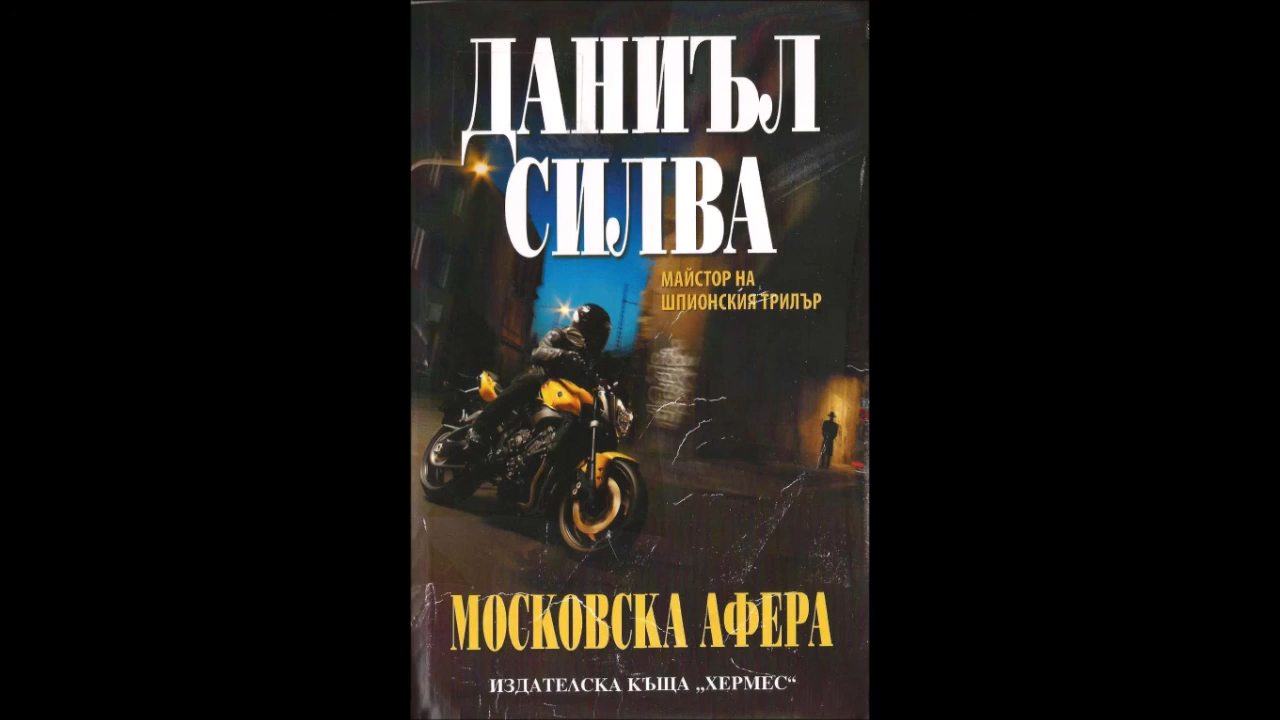 ДАНИЪЛ
СИЛВА
МАЙСТОР НА
ШПИОНСКИЯ ТРИЛЪР
МОСКОВСКА АФЕРА
ИЗДАТЕЛСКА КЪЩА „ХЕРМЕС“